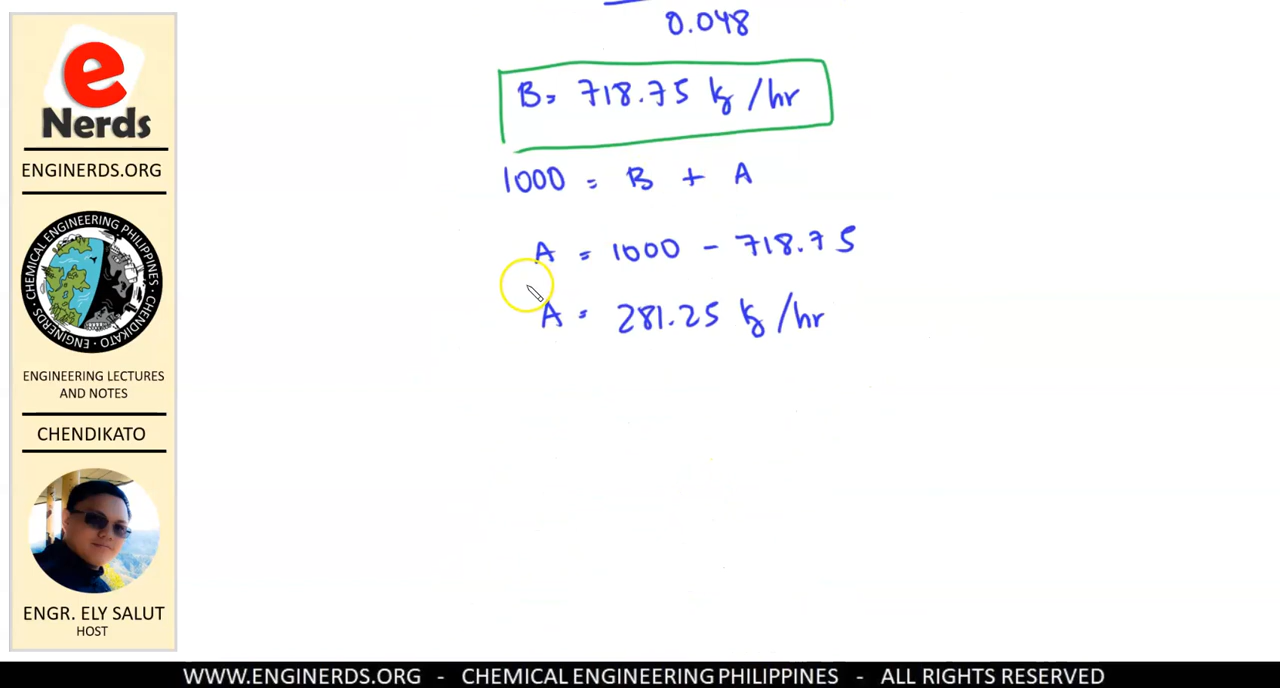 e
Nerds
ENGINERDS.ORG
CHEMICAL ENGINEERING PHILIPPINES
ENGINERDS - CHENDIKATO
ENGINEERING LECTURES
AND NOTES
CHENDIKATO
ENGR. ELY SALUT
HOST
0.048
B= 718.75 kg/hr
1000 = B + A
A = 1000 - 718.75
A = 281.25 kg/hr
WWW.ENGINERDS.ORG - CHEMICAL ENGINEERING PHILIPPINES - ALL RIGHTS RESERVED